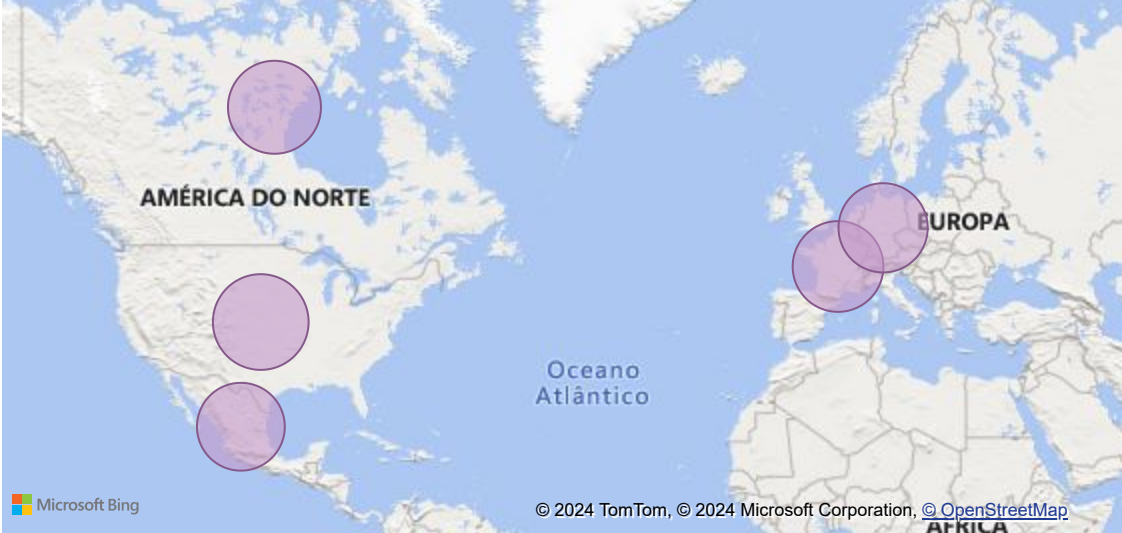 AMÉRICA DO NORTE
EUROPA
Oceano
Atlântico
Microsoft Bing
© 2024 TomTom, © 2024 Microsoft Corporation, © OpenStreetMap
ÁFRICA